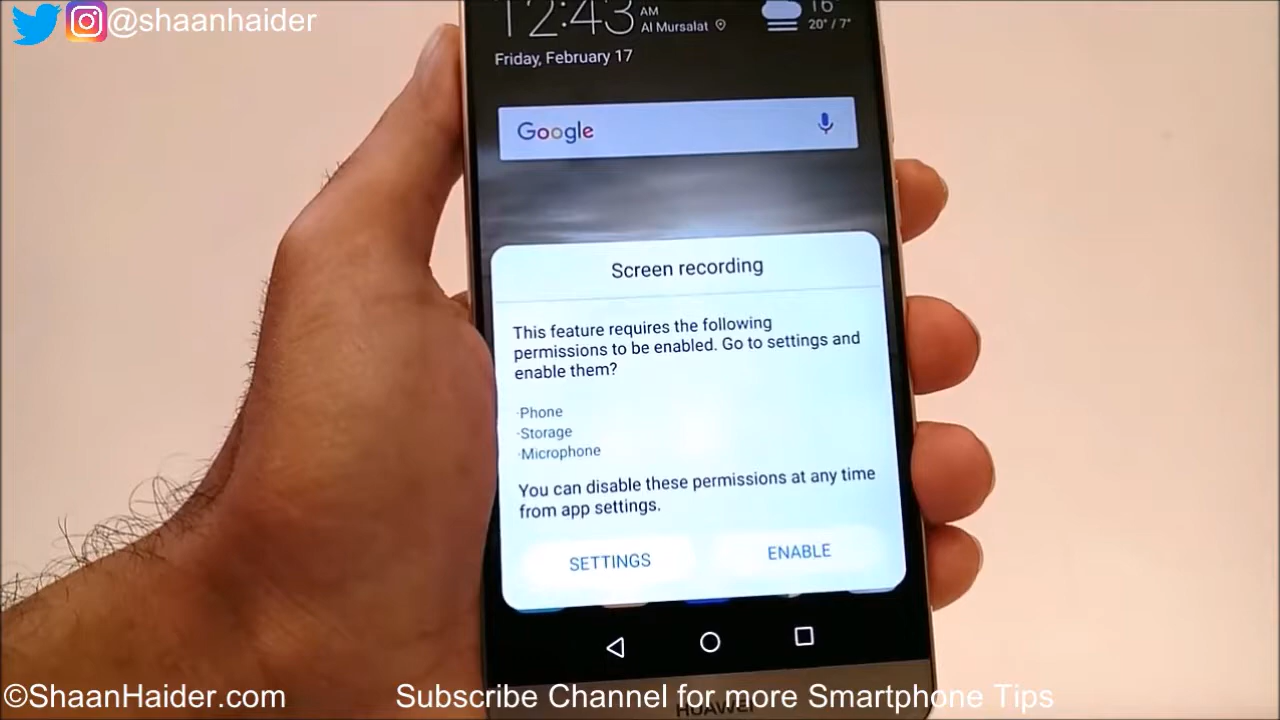 @shaanhaider
12:43 AM
Al Mursalat
16°
20° / 7°
Friday, February 17
Google
Screen recording
This feature requires the following
permissions to be enabled. Go to settings and
enable them?
·Phone
·Storage
·Microphone
You can disable these permissions at any time
from app settings.
SETTINGS
ENABLE
©ShaanHaider.com
Subscribe Channel for more Smartphone Tips
HUAWEI